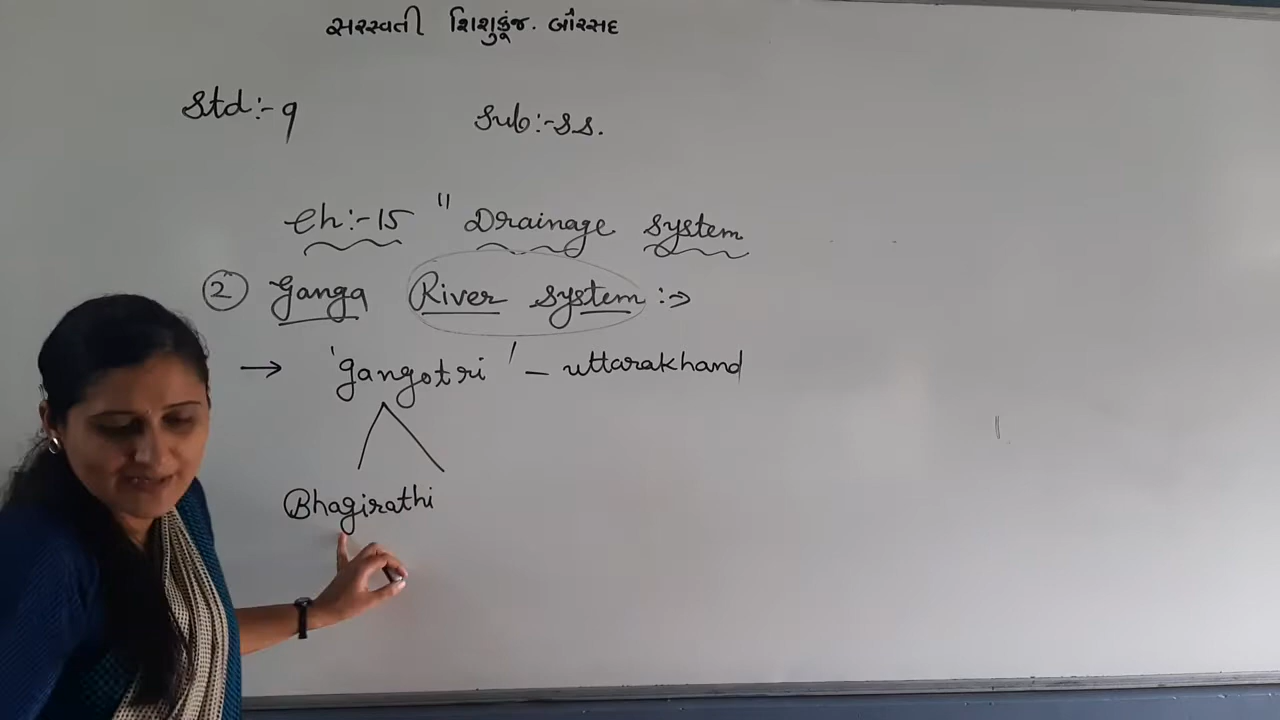 સરસ્વતી શિશુકુંજ. બોરસદ
Std:- 9
Sub:- S.S.
Ch:- 15 " Drainage System
② Ganga River System :⇒
→ 'Gangotri' - uttarakhand
Bhagirathi